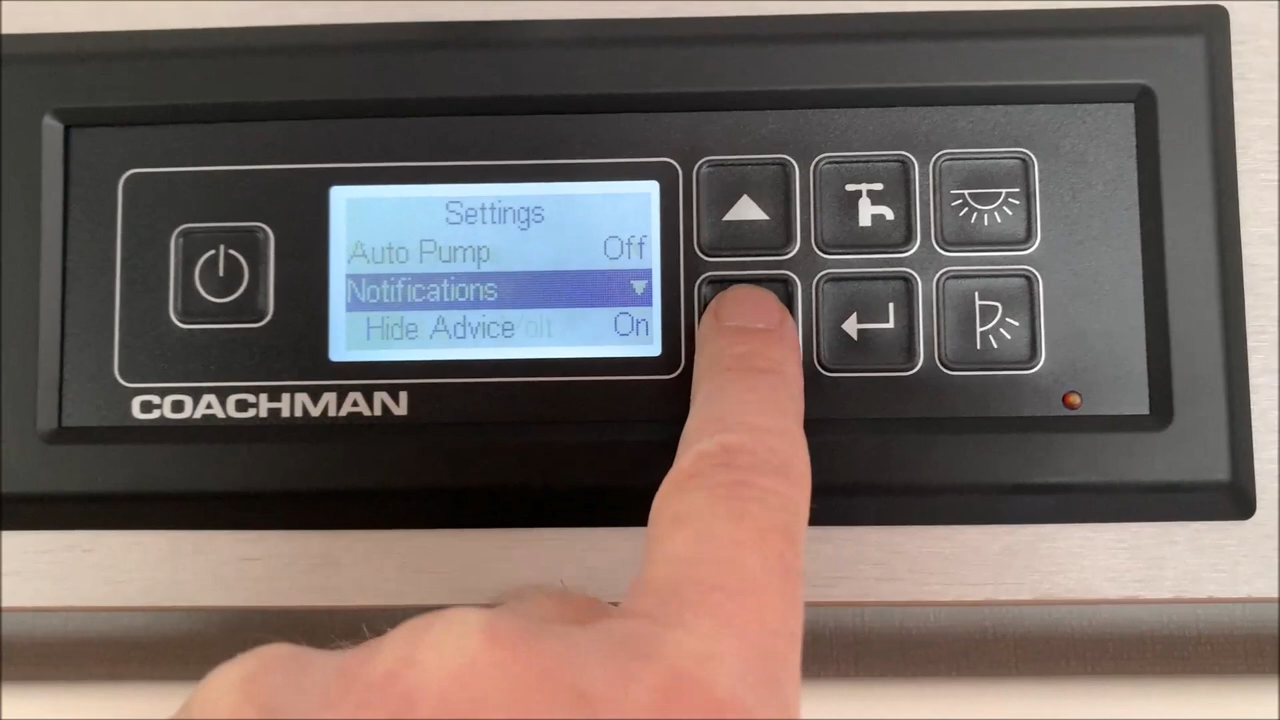 Settings
Auto Pump Off
Notifications ▼
Hide Advice On
COACHMAN